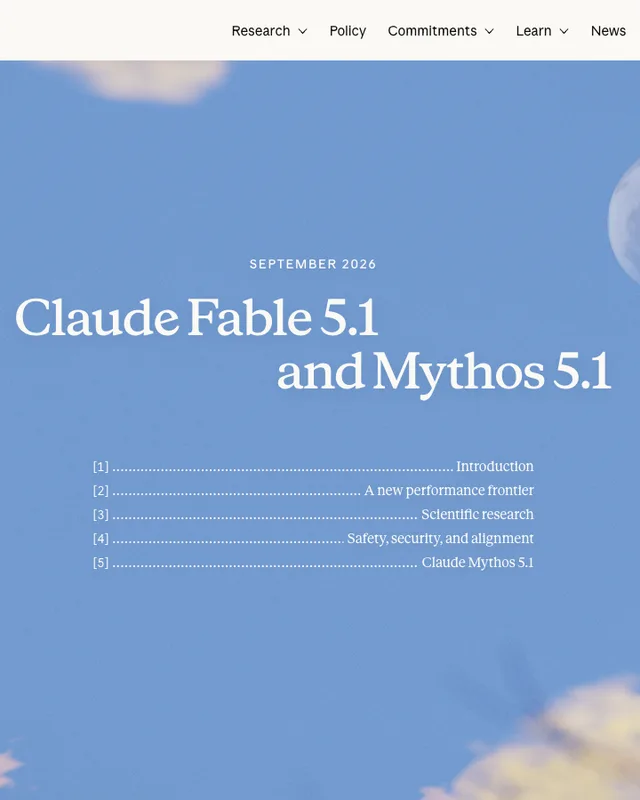 Research Policy Commitments Learn News
SEPTEMBER 2026
Claude Fable 5.1
and Mythos 5.1
[1] ........ Introduction
[2] ........ A new performance frontier
[3] ........ Scientific research
[4] ........ Safety, security, and alignment
[5] ........ Claude Mythos 5.1